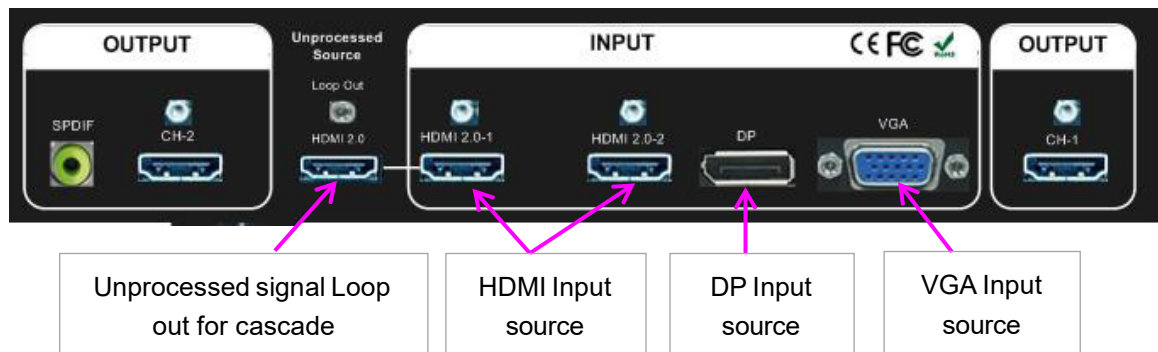 OUTPUT
SPDIF
CH-2
Unprocessed
Source
Loop Out
HDMI 2.0
INPUT
CE FC
RoHS
HDMI 2.0-1
HDMI 2.0-2
DP
VGA
OUTPUT
CH-1
Unprocessed signal Loop
out for cascade
HDMI Input
source
DP Input
source
VGA Input
source